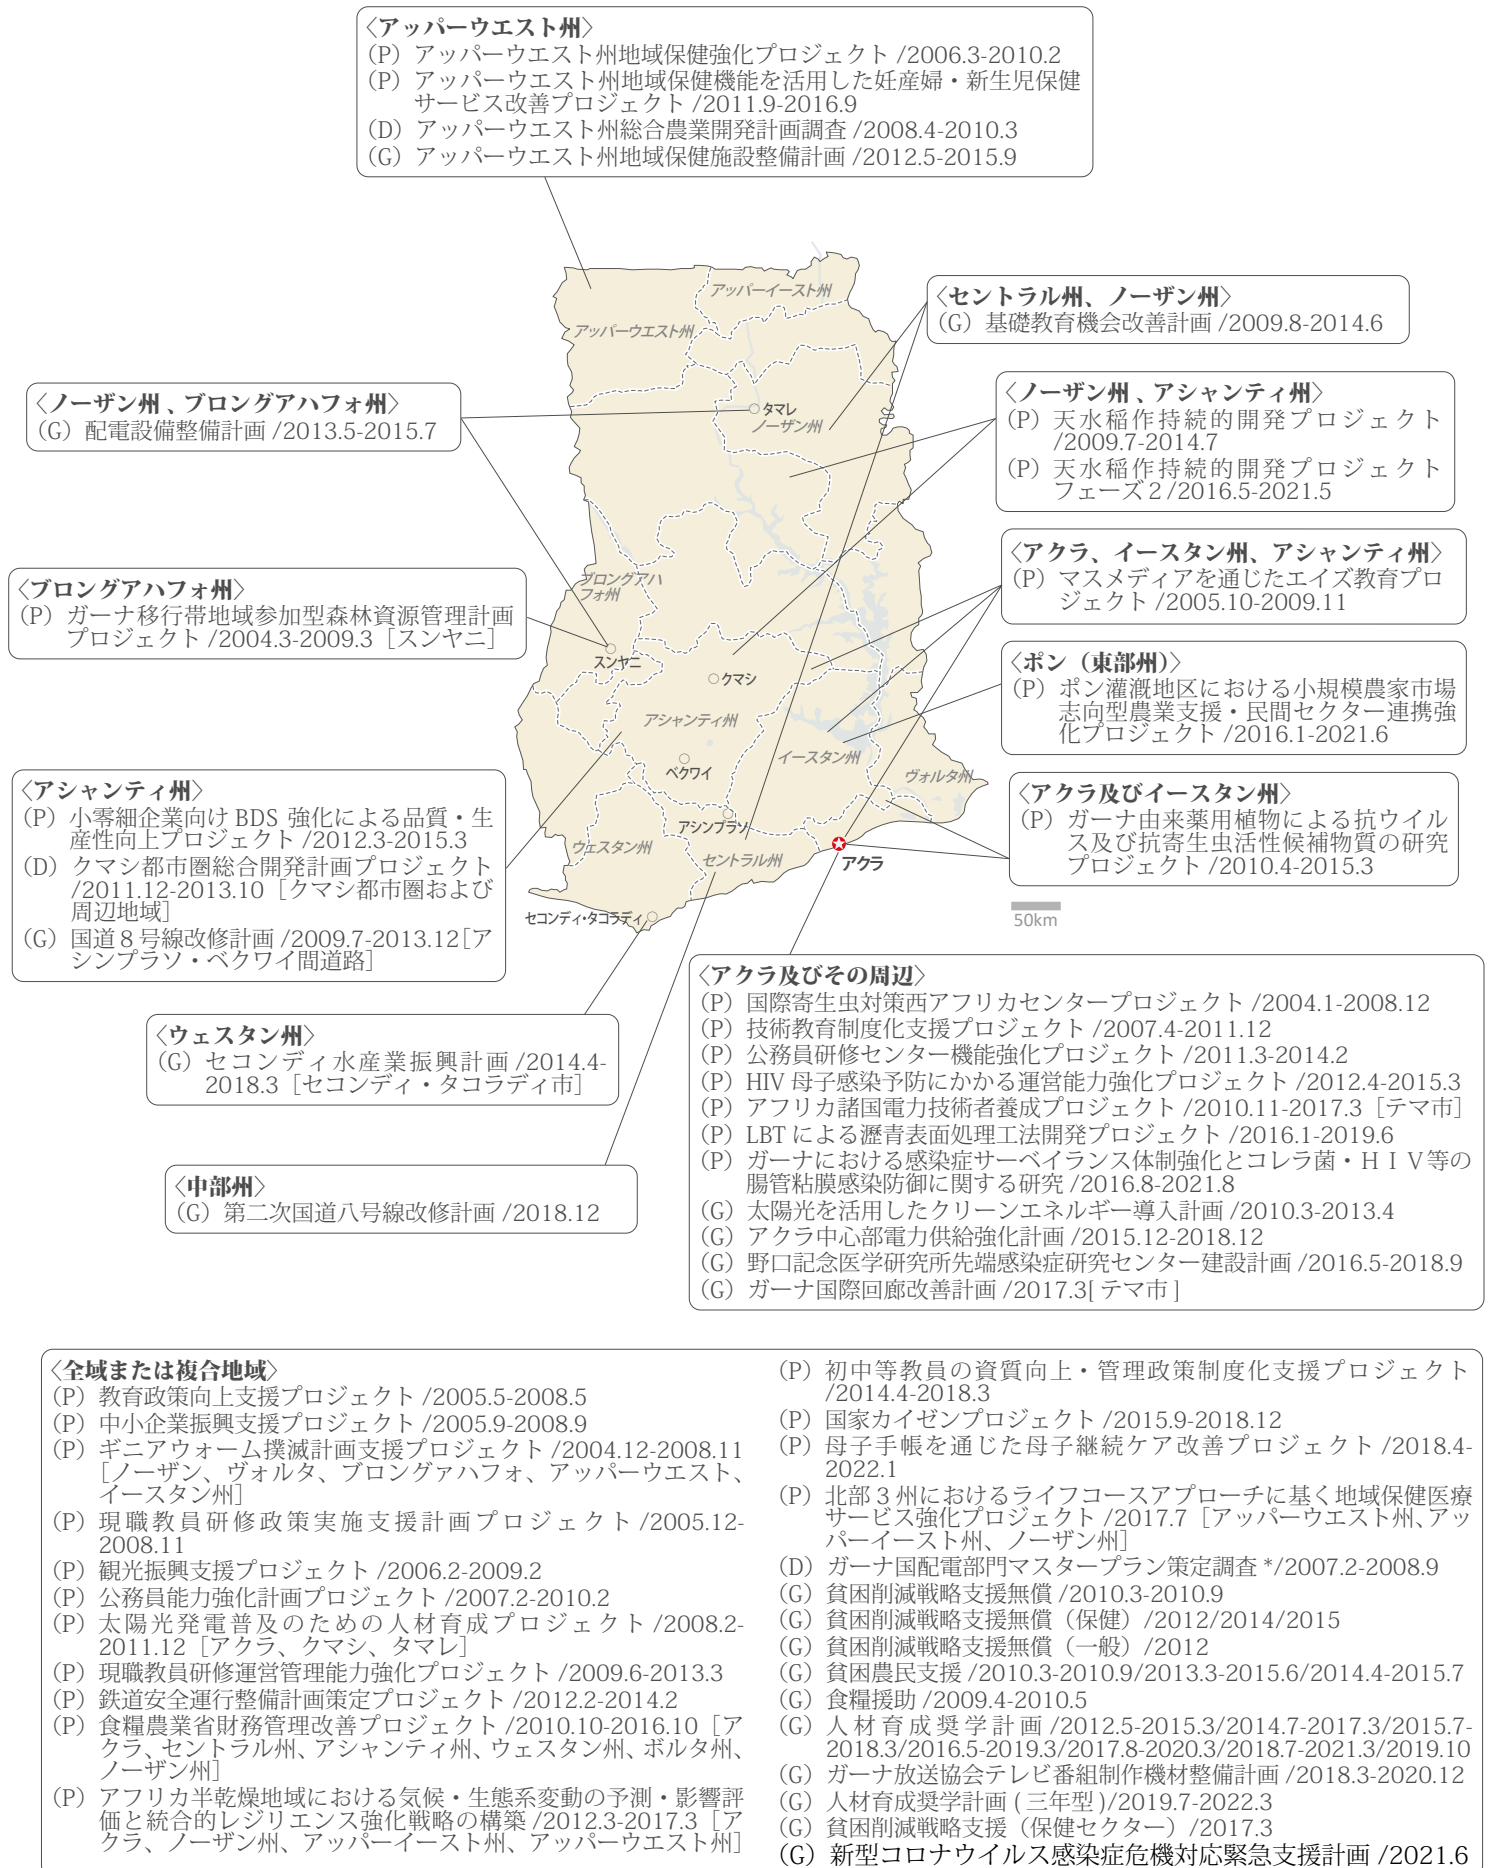 〈アッパーウエスト州〉
(P) アッパーウエスト州地域保健強化プロジェクト /2006.3-2010.2
(P) アッパーウエスト州地域保健機能を活用した妊産婦・新生児保健
サービス改善プロジェクト /2011.9-2016.9
(D) アッパーウエスト州総合農業開発計画調査 /2008.4-2010.3
(G) アッパーウエスト州地域保健施設整備計画 /2012.5-2015.9
〈セントラル州、ノーザン州〉
(G) 基礎教育機会改善計画 /2009.8-2014.6
〈ノーザン州 、ブロングアハフォ州〉
(G) 配電設備整備計画 /2013.5-2015.7
〈ノーザン州 、アシャンティ州〉
(P) 天水稲作持続的開発プロジェクト
/2009.7-2014.7
(P) 天水稲作持続的開発プロジェクト
フェーズ2 /2016.5-2021.5
〈アクラ、イースタン州、アシャンティ州〉
(P) マスメディアを通じたエイズ教育プロ
ジェクト /2005.10-2009.11
〈ブロングアハフォ州〉
(P) ガーナ移行帯地域参加型森林資源管理計画
プロジェクト /2004.3-2009.3［スンヤニ］
〈ポン（東部州)〉
(P) ポン灌漑地区における小規模農家市場
志向型農業支援・民間セクター連携強
化プロジェクト /2016.1-2021.6
〈アシャンティ州〉
(P) 小零細企業向け BDS 強化による品質・生
産性向上プロジェクト /2012.3-2015.3
(D) クマシ都市圏総合開発計画プロジェクト
/2011.12-2013.10［クマシ都市圏および
周辺地域］
(G) 国道８号線改修計画 /2009.7-2013.12［ア
シンプラソ・ベクワイ間道路］
〈アクラ及びイースタン州〉
(P) ガーナ由来薬用植物による抗ウイル
ス及び抗寄生虫活性候補物質の研究
プロジェクト /2010.4-2015.3
アッパーイースト州
アッパーウエスト州
タマレ
ノーザン州
ブロングアハ
フォ州
スンヤニ
クマシ
アシャンティ州
ベクワイ
イースタン州
ヴォルタ州
アシンプラソ
ウェスタン州
セントラル州
アクラ
セコンディ・タコラディ
50km
〈ウェスタン州〉
(G) セコンディ水産業振興計画 /2014.4-
2018.3［セコンディ・タコラディ市］
〈中部州〉
(G) 第二次国道八号線改修計画 /2018.12
〈アクラ及びその周辺〉
(P) 国際寄生虫対策西アフリカセンタープロジェクト /2004.1-2008.12
(P) 技術教育制度化支援プロジェクト /2007.4-2011.12
(P) 公務員研修センター機能強化プロジェクト /2011.3-2014.2
(P) HIV 母子感染予防にかかる運営能力強化プロジェクト /2012.4-2015.3
(P) アフリカ諸国電力技術者養成プロジェクト /2010.11-2017.3［テマ市］
(P) LBT による瀝青表面処理工法開発プロジェクト /2016.1-2019.6
(P) ガーナにおける感染症サーベイランス体制強化とコレラ菌・ＨＩＶ等の
腸管粘膜感染防御に関する研究 /2016.8-2021.8
(G) 太陽光を活用したクリーンエネルギー導入計画 /2010.3-2013.4
(G) アクラ中心部電力供給強化計画 /2015.12-2018.12
(G) 野口記念医学研究所先端感染症研究センター建設計画 /2016.5-2018.9
(G) ガーナ国際回廊改善計画 /2017.3[ テマ市 ]
〈全域または複合地域〉
(P) 教育政策向上支援プロジェクト /2005.5-2008.5
(P) 中小企業振興支援プロジェクト /2005.9-2008.9
(P) ギニアウォーム撲滅計画支援プロジェクト /2004.12-2008.11
［ノーザン、ヴォルタ、ブロングァハフォ、アッパーウエスト、
イースタン州］
(P) 現職教員研修政策実施支援計画プロジェクト /2005.12-
2008.11
(P) 観光振興支援プロジェクト /2006.2-2009.2
(P) 公務員能力強化計画プロジェクト /2007.2-2010.2
(P) 太陽光発電普及のための人材育成プロジェクト /2008.2-
2011.12［アクラ、クマシ、タマレ］
(P) 現職教員研修運営管理能力強化プロジェクト /2009.6-2013.3
(P) 鉄道安全運行整備計画策定プロジェクト /2012.2-2014.2
(P) 食糧農業省財務管理改善プロジェクト /2010.10-2016.10［ア
クラ、セントラル州、アシャンティ州、ウェスタン州、ボルタ州、
ノーザン州］
(P) アフリカ半乾燥地域における気候・生態系変動の予測・影響評
価と統合的レジリエンス強化戦略の構築 /2012.3-2017.3［ア
クラ、ノーザン州、アッパーイースト州、アッパーウエスト州］
(P) 初中等教員の資質向上・管理政策制度化支援プロジェクト
/2014.4-2018.3
(P) 国家カイゼンプロジェクト /2015.9-2018.12
(P) 母子手帳を通じた母子継続ケア改善プロジェクト /2018.4-
2022.1
(P) 北部３州におけるライフコースアプローチに基く地域保健医療
サービス強化プロジェクト /2017.7［アッパーウエスト州、アッ
パーイースト州、ノーザン州］
(D) ガーナ国配電部門マスタープラン策定調査 */2007.2-2008.9
(G) 貧困削減戦略支援無償 /2010.3-2010.9
(G) 貧困削減戦略支援無償（保健）/2012/2014/2015
(G) 貧困削減戦略支援無償（一般）/2012
(G) 貧困農民支援 /2010.3-2010.9/2013.3-2015.6/2014.4-2015.7
(G) 食糧援助 /2009.4-2010.5
(G) 人材育成奨学計画 /2012.5-2015.3/2014.7-2017.3/2015.7-
2018.3/2016.5-2019.3/2017.8-2020.3/2018.7-2021.3/2019.10
(G) ガーナ放送協会テレビ番組制作機材整備計画 /2018.3-2020.12
(G) 人材育成奨学計画 ( 三年型 )/2019.7-2022.3
(G) 貧困削減戦略支援（保健セクター）/2017.3
(G) 新型コロナウイルス感染症危機対応緊急支援計画 /2021.6